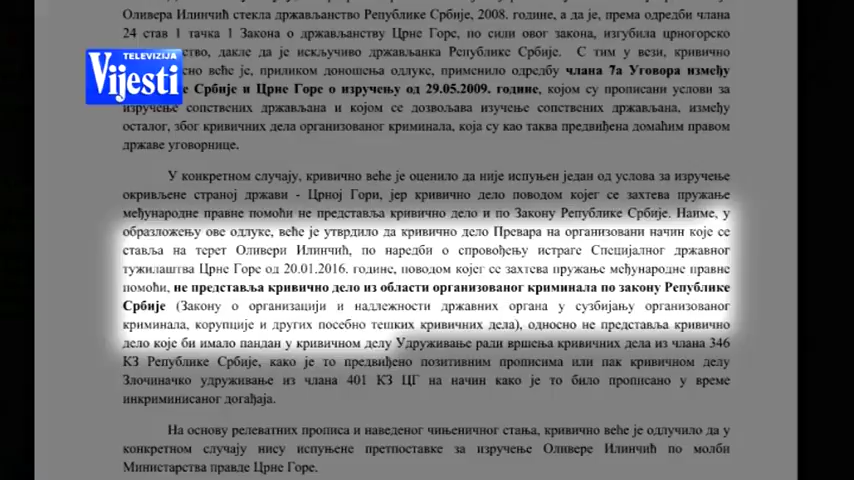 Оливера Илинчић стекла држављанство Републике Србије, 2008. године, а да је, према одредби члана
24 став 1 тачка 1 Закона о држављанству Црне Горе, по сили овог закона, изгубила црногорско
TELEVIZIJA
Vijesti
ство, дакле да је искључиво држављанка Републике Србије. С тим у вези, кривично
сно веће је, приликом доношења одлуке, применило одредбу члана 7а Уговора између
е Србије и Црне Горе о изручењу од 29.05.2009. године, којом су прописани услови за
изручење сопствених држављана и којом се дозвољава изучење сопствених држављана, између
осталог, због кривичних дела организованог криминала, која су као таква предвиђена домаћим правом
државе уговорнице.
У конкретном случају, кривично веће је оценило да није испуњен један од услова за изручење
окривљене страној држави - Црној Гори, јер кривично дело поводом којег се захтева пружање
међународне правне помоћи не представља кривично дело и по Закону Републике Србије. Наиме, у
образложењу ове одлуке, веће је утврдило да кривично дело Превара на организовани начин које се
ставља на терет Оливери Илинчић, по наредби о спровођењу истраге Специјалног државног
тужилаштва Црне Горе од 20.01.2016. године, поводом којег се захтева пружање међународне правне
помоћи, не представља кривично дело из области организованог криминала по закону Републике
Србије (Закону о организацији и надлежности државних органа у сузбијању организованог
криминала, корупције и других посебно тешких кривичних дела), односно не представља кривично
дело које би имало пандан у кривичном делу Удруживање ради вршења кривичних дела из члана 346
КЗ Републике Србије, како је то предвиђено позитивним прописима или пак кривичном делу
Злочиначко удруживање из члана 401 КЗ ЦГ на начин како је то било прописано у време
инкриминисаног догађаја.
На основу релеватних прописа и наведеног чињеничног стања, кривично веће је одлучило да у
конкретном случају нису испуњене претпоставке за изручење Оливере Илинчић по молби
Министарства правде Црне Горе.